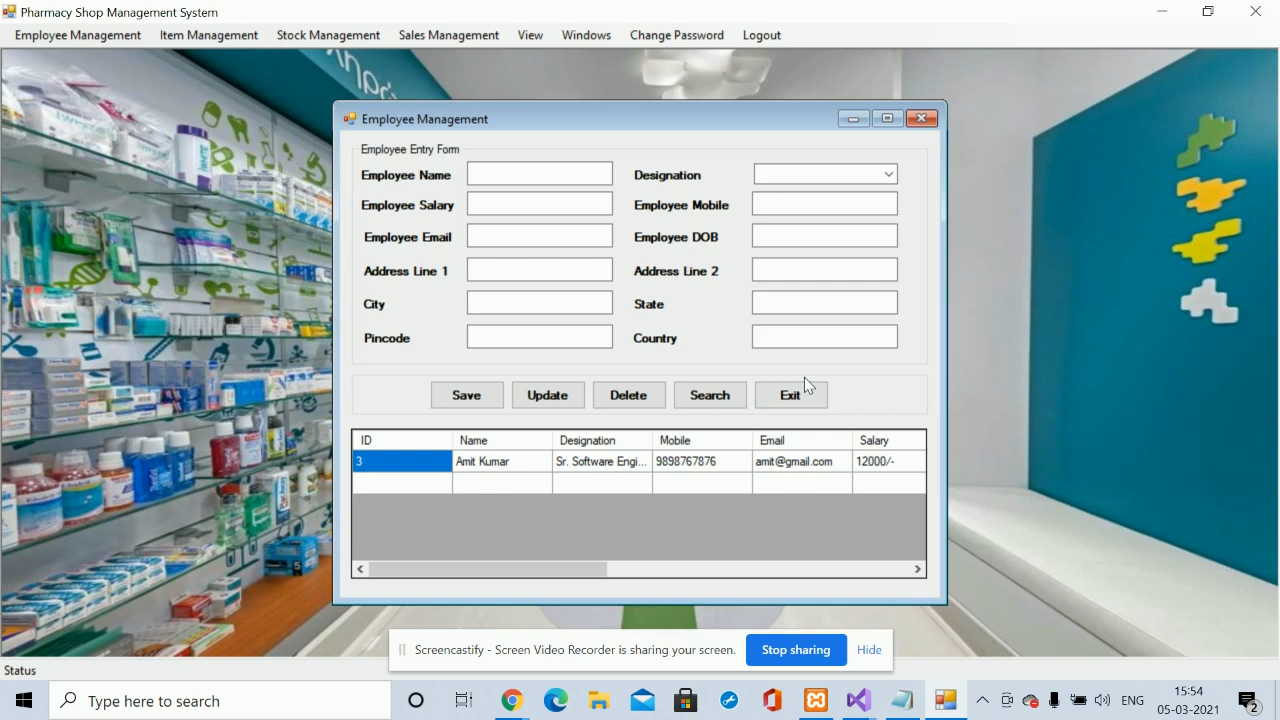 Pharmacy Shop Management System
Employee Management Item Management Stock Management Sales Management View Windows Change Password Logout
Employee Management
Employee Entry Form
Employee Name Designation
Employee Salary Employee Mobile
Employee Email Employee DOB
Address Line 1 Address Line 2
City State
Pincode Country
Save Update Delete Search Exit
ID Name Designation Mobile Email Salary
3 Amit Kumar Sr. Software Engi... 9898767876 amit@gmail.com 12000/-
Screencastify - Screen Video Recorder is sharing your screen. Stop sharing Hide
Status
Type here to search
ENG
15:54
05-03-2021
2